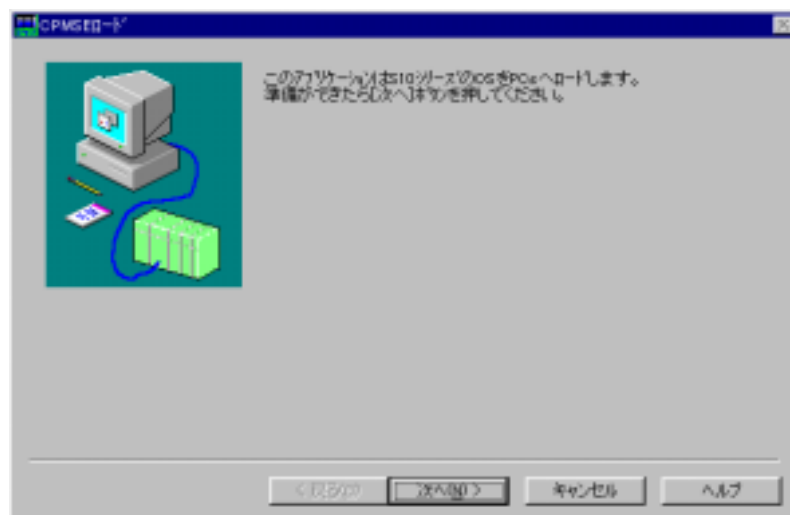 CPMSEﾛｰﾄﾞ
このｱﾌﾟﾘｹｰｼｮﾝはS10ｼﾘｰｽﾞのOSをPCsへﾛｰﾄﾞします。
準備ができたら[次へ]ﾎﾞﾀﾝを押してください。
< 戻る(B)
次へ(N) >
キャンセル
ヘルプ